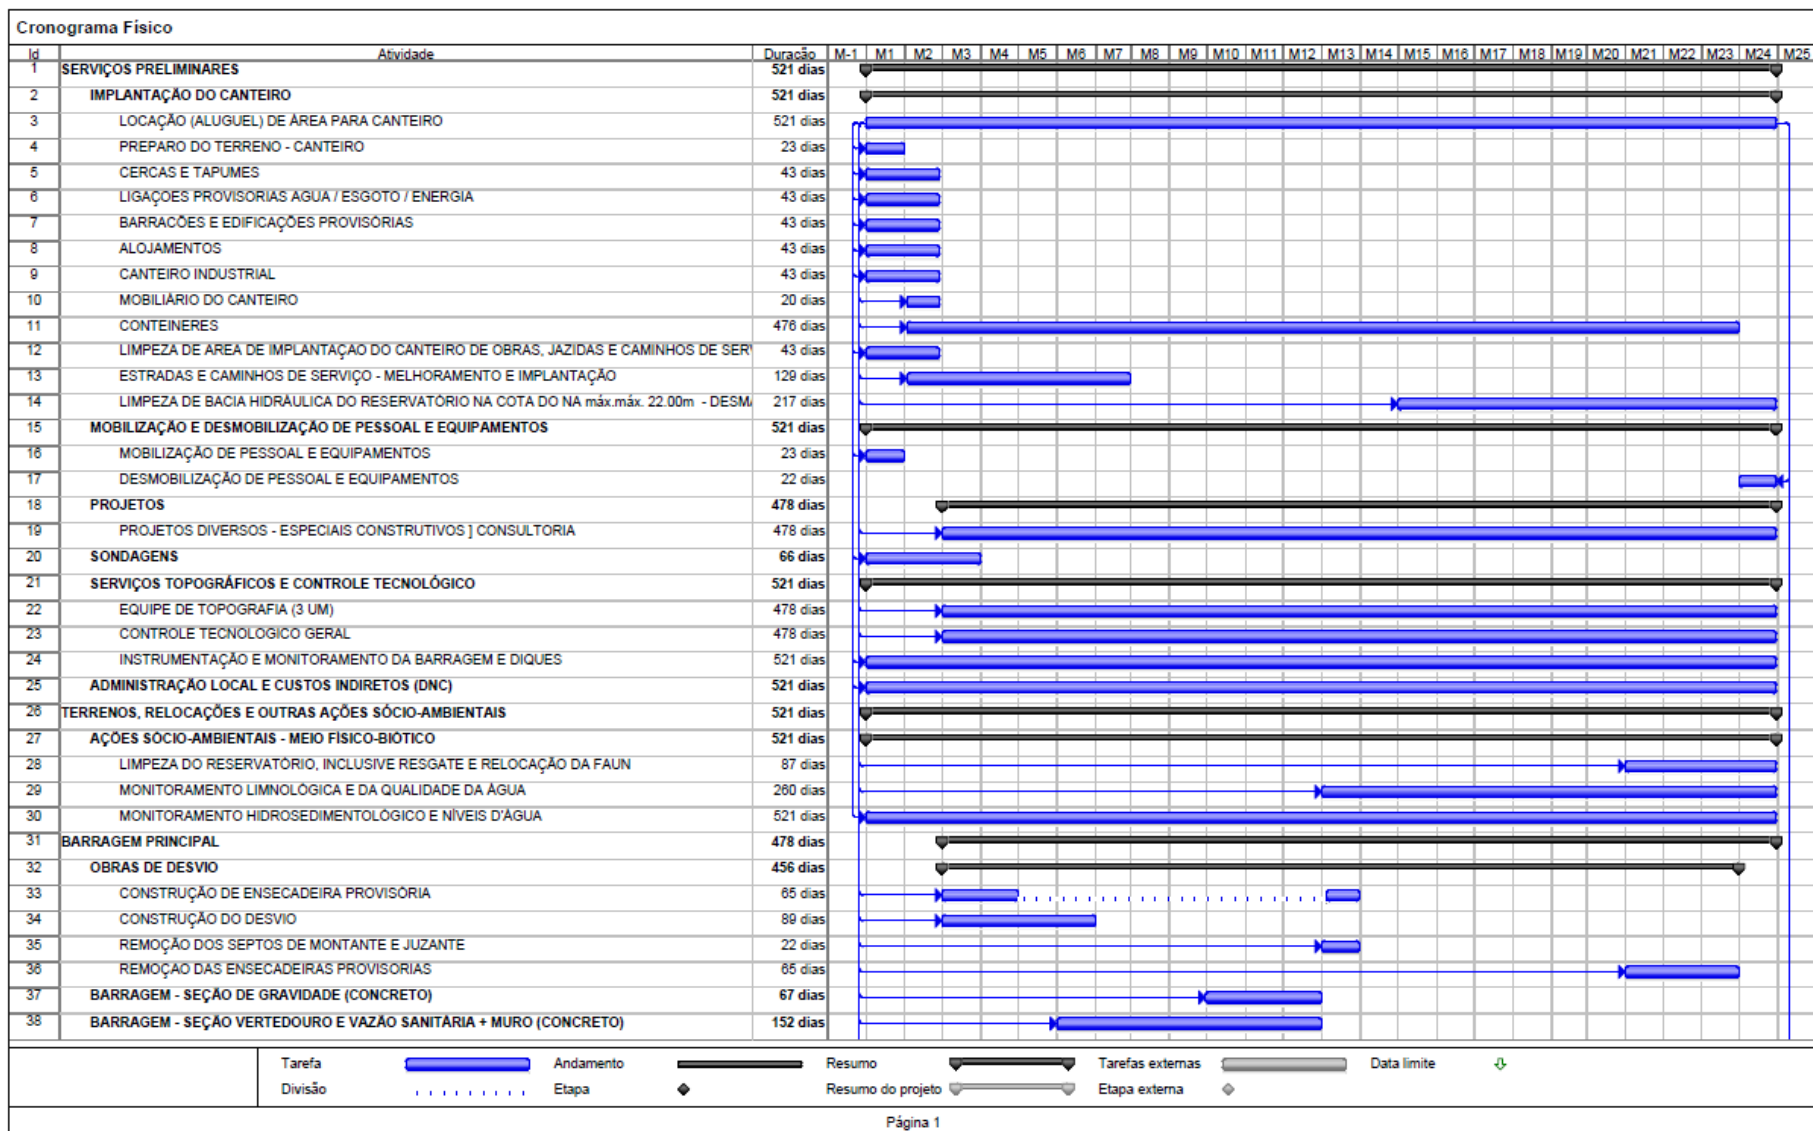 Cronograma Físico
Id Atividade Duração M-1 M1 M2 M3 M4 M5 M6 M7 M8 M9 M10 M11 M12 M13 M14 M15 M16 M17 M18 M19 M20 M21 M22 M23 M24 M25
1 SERVIÇOS PRELIMINARES 521 dias
2 IMPLANTAÇÃO DO CANTEIRO 521 dias
3 LOCAÇÃO (ALUGUEL) DE ÁREA PARA CANTEIRO 521 dias
4 PREPARO DO TERRENO - CANTEIRO 23 dias
5 CERCAS E TAPUMES 43 dias
6 LIGAÇOES PROVISORIAS AGUA / ESGOTO / ENERGIA 43 dias
7 BARRACÕES E EDIFICAÇÕES PROVISÓRIAS 43 dias
8 ALOJAMENTOS 43 dias
9 CANTEIRO INDUSTRIAL 43 dias
10 MOBILIÁRIO DO CANTEIRO 20 dias
11 CONTEINERES 476 dias
12 LIMPEZA DE AREA DE IMPLANTAÇAO DO CANTEIRO DE OBRAS, JAZIDAS E CAMINHOS DE SERV 43 dias
13 ESTRADAS E CAMINHOS DE SERVIÇO - MELHORAMENTO E IMPLANTAÇÃO 129 dias
14 LIMPEZA DE BACIA HIDRÁULICA DO RESERVATÓRIO NA COTA DO NA máx.máx. 22.00m - DESMA 217 dias
15 MOBILIZAÇÃO E DESMOBILIZAÇÃO DE PESSOAL E EQUIPAMENTOS 521 dias
16 MOBILIZAÇÃO DE PESSOAL E EQUIPAMENTOS 23 dias
17 DESMOBILIZAÇÃO DE PESSOAL E EQUIPAMENTOS 22 dias
18 PROJETOS 478 dias
19 PROJETOS DIVERSOS - ESPECIAIS CONSTRUTIVOS ] CONSULTORIA 478 dias
20 SONDAGENS 66 dias
21 SERVIÇOS TOPOGRÁFICOS E CONTROLE TECNOLÓGICO 521 dias
22 EQUIPE DE TOPOGRAFIA (3 UM) 478 dias
23 CONTROLE TECNOLOGICO GERAL 478 dias
24 INSTRUMENTAÇÃO E MONITORAMENTO DA BARRAGEM E DIQUES 521 dias
25 ADMINISTRAÇÃO LOCAL E CUSTOS INDIRETOS (DNC) 521 dias
26 TERRENOS, RELOCAÇÕES E OUTRAS AÇÕES SÓCIO-AMBIENTAIS 521 dias
27 AÇÕES SÓCIO-AMBIENTAIS - MEIO FÍSICO-BIÓTICO 521 dias
28 LIMPEZA DO RESERVATÓRIO, INCLUSIVE RESGATE E RELOCAÇÃO DA FAUN 87 dias
29 MONITORAMENTO LIMNOLÓGICA E DA QUALIDADE DA ÁGUA 260 dias
30 MONITORAMENTO HIDROSEDIMENTOLÓGICO E NÍVEIS D'ÁGUA 521 dias
31 BARRAGEM PRINCIPAL 478 dias
32 OBRAS DE DESVIO 456 dias
33 CONSTRUÇÃO DE ENSECADEIRA PROVISÓRIA 65 dias
34 CONSTRUÇÃO DO DESVIO 89 dias
35 REMOÇÃO DOS SEPTOS DE MONTANTE E JUZANTE 22 dias
36 REMOÇAO DAS ENSECADEIRAS PROVISORIAS 65 dias
37 BARRAGEM - SEÇÃO DE GRAVIDADE (CONCRETO) 67 dias
38 BARRAGEM - SEÇÃO VERTEDOURO E VAZÃO SANITÁRIA + MURO (CONCRETO) 152 dias
Tarefa Andamento Resumo Tarefas externas Data limite
Divisão Etapa Resumo do projeto Etapa externa
Página 1